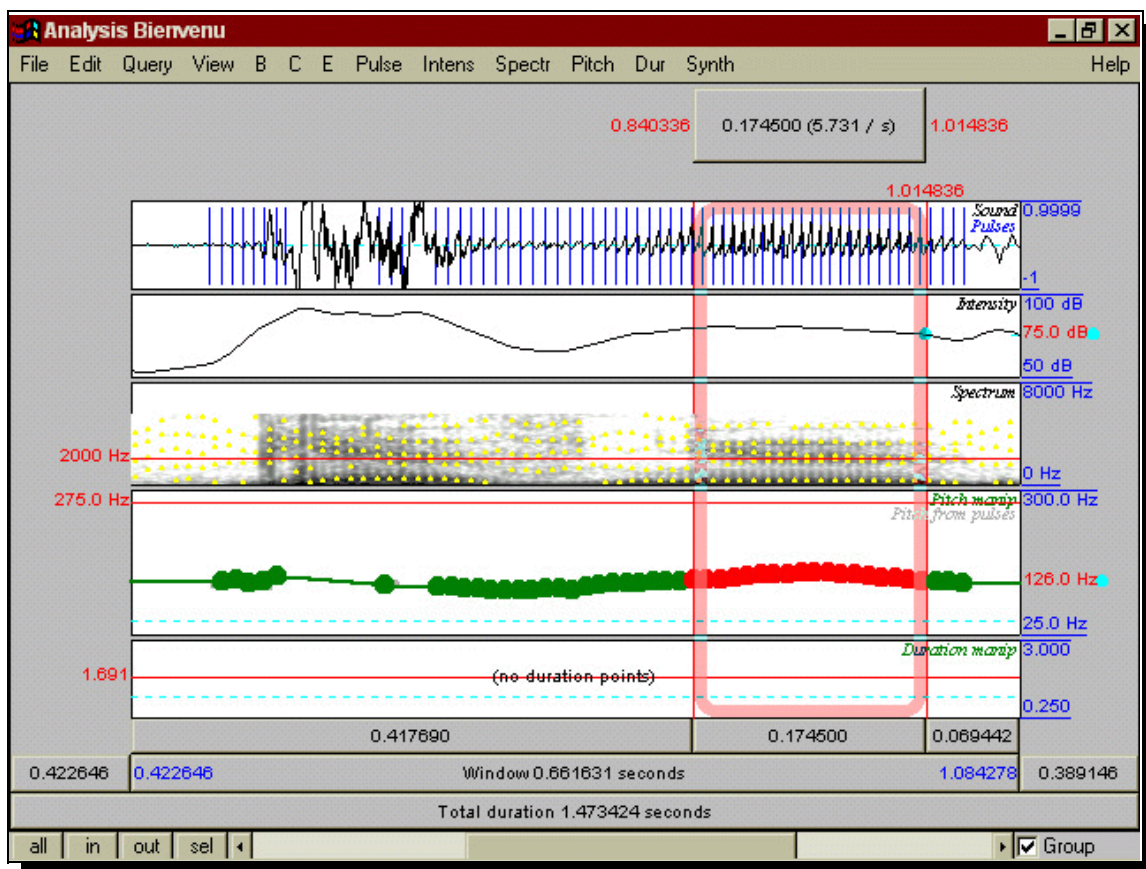 Analysis Bienvenu
File Edit Query View B C E Pulse Intens Spectr Pitch Dur Synth Help
0.840336 0.174500 (5.731 / s) 1.014836
1.014836
Sound 0.9999
Pulses
-1
Intensity 100 dB
75.0 dB
50 dB
Spectrum 8000 Hz
2000 Hz
0 Hz
275.0 Hz Pitch manip 300.0 Hz
Pitch from pulses
126.0 Hz
25.0 Hz
Duration manip 3.000
1.691 (no duration points)
0.250
0.417690 0.174500 0.069442
0.422646 0.422646 Window 0.661631 seconds 1.084278 0.389146
Total duration 1.473424 seconds
all in out sel Group